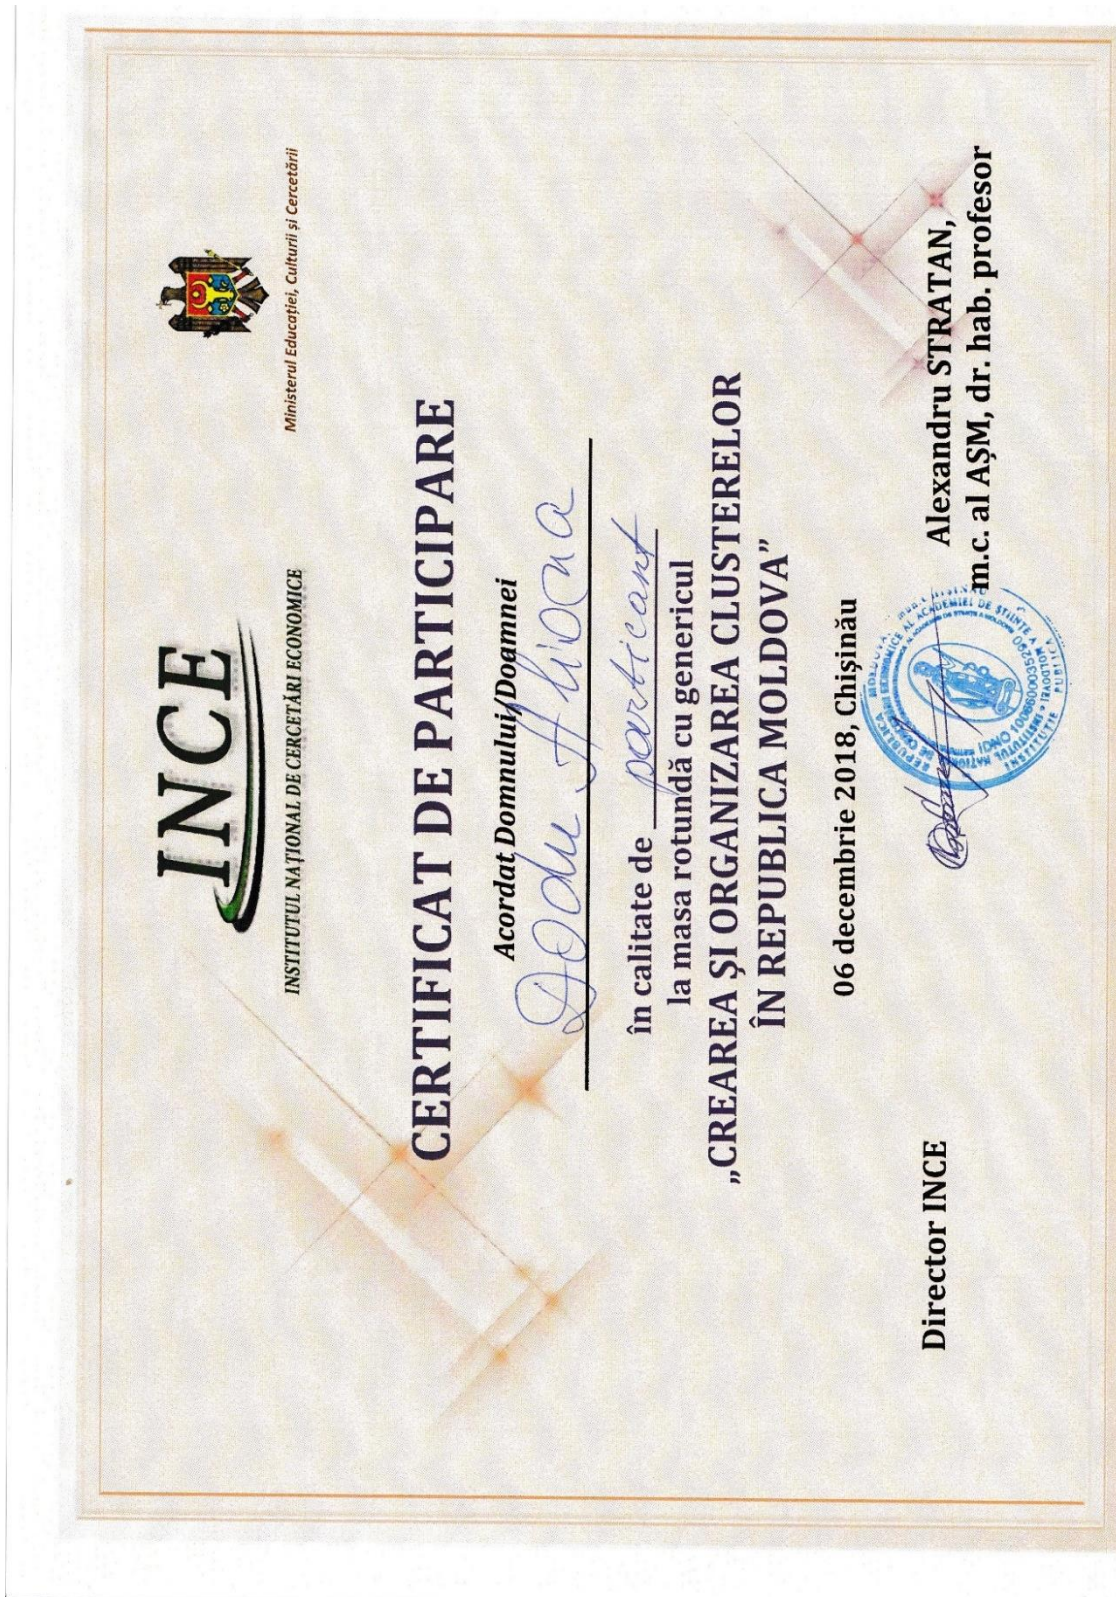 INCE
INSTITUTUL NAȚIONAL DE CERCETĂRI ECONOMICE
Ministerul Educației, Culturii și Cercetării
CERTIFICAT DE PARTICIPARE
Acordat Domnului/Doamnei
Dodu Aliona
în calitate de participant
la masa rotundă cu genericul
„CREAREA ȘI ORGANIZAREA CLUSTERELOR
ÎN REPUBLICA MOLDOVA”
06 decembrie 2018, Chișinău
Director INCE
Alexandru STRATAN,
m.c. al AȘM, dr. hab. profesor